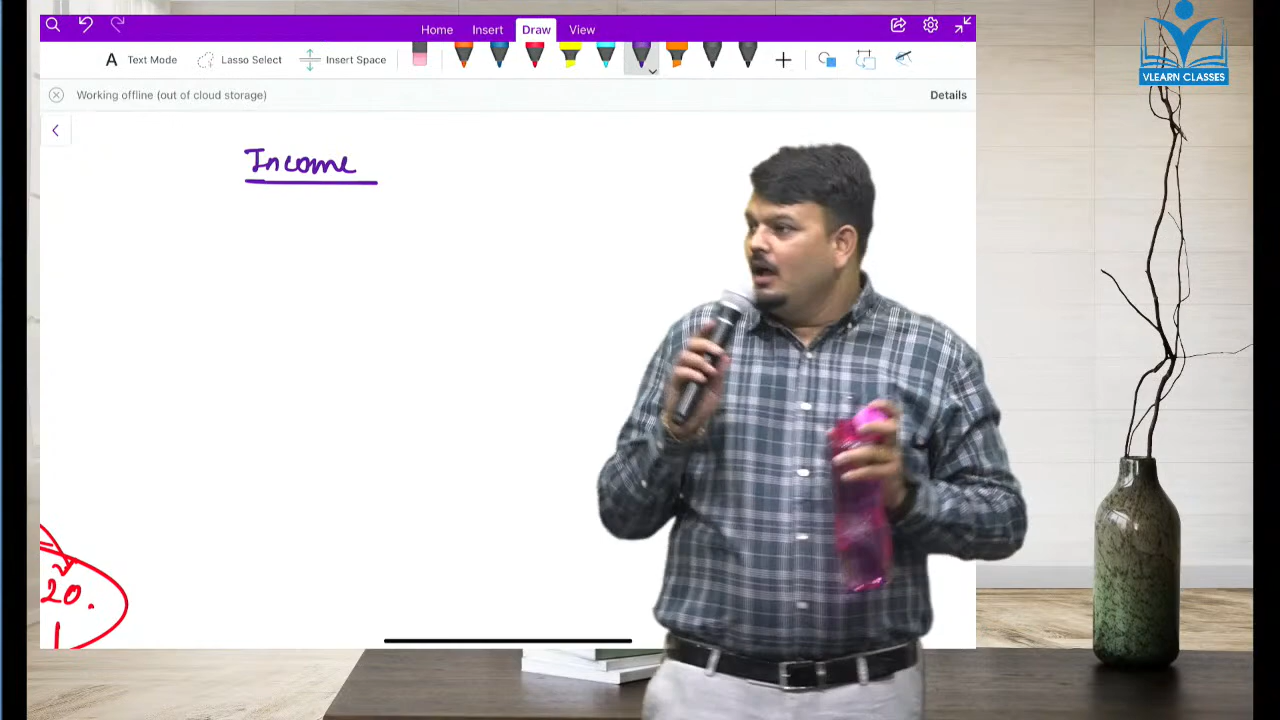 Home Insert Draw View
VLEARN CLASSES
A Text Mode Lasso Select Insert Space
Working offline (out of cloud storage) Details
Income
20.